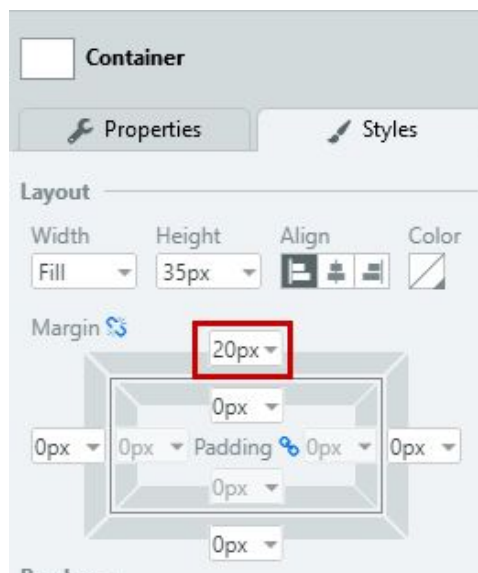 Container
Properties Styles
Layout
Width Height Align Color
Fill 35px
Margin
20px
0px
0px 0px Padding 0px 0px
0px
0px